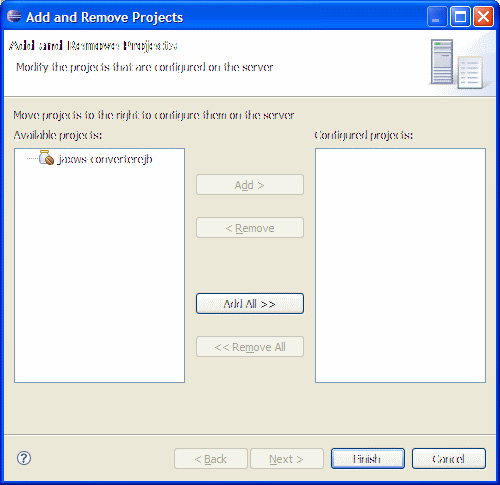 Add and Remove Projects
Add and Remove Projects
Modify the projects that are configured on the server
Move projects to the right to configure them on the server
Available projects:
Configured projects:
jaxws-converterejb
Add >
< Remove
Add All >>
<< Remove All
?
< Back
Next >
Finish
Cancel